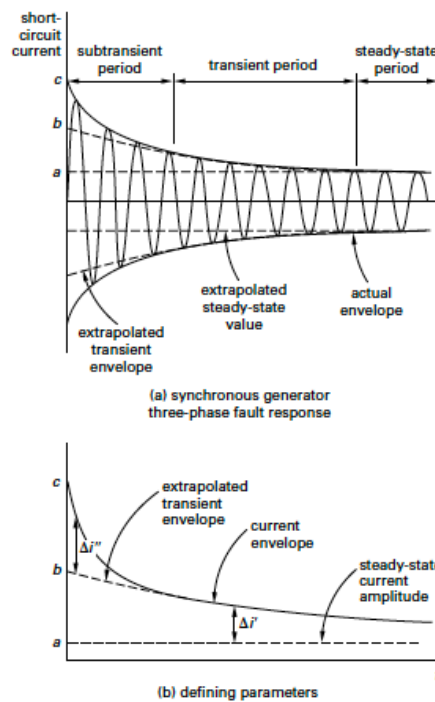 short-
circuit
current
subtransient
period
transient period
steady-state
period
c
b
a
extrapolated
transient
envelope
extrapolated
steady-state
value
actual
envelope
(a) synchronous generator
three-phase fault response
c
extrapolated
transient
envelope
current
envelope
Δi″
steady-state
current
amplitude
b
Δi′
a
(b) defining parameters